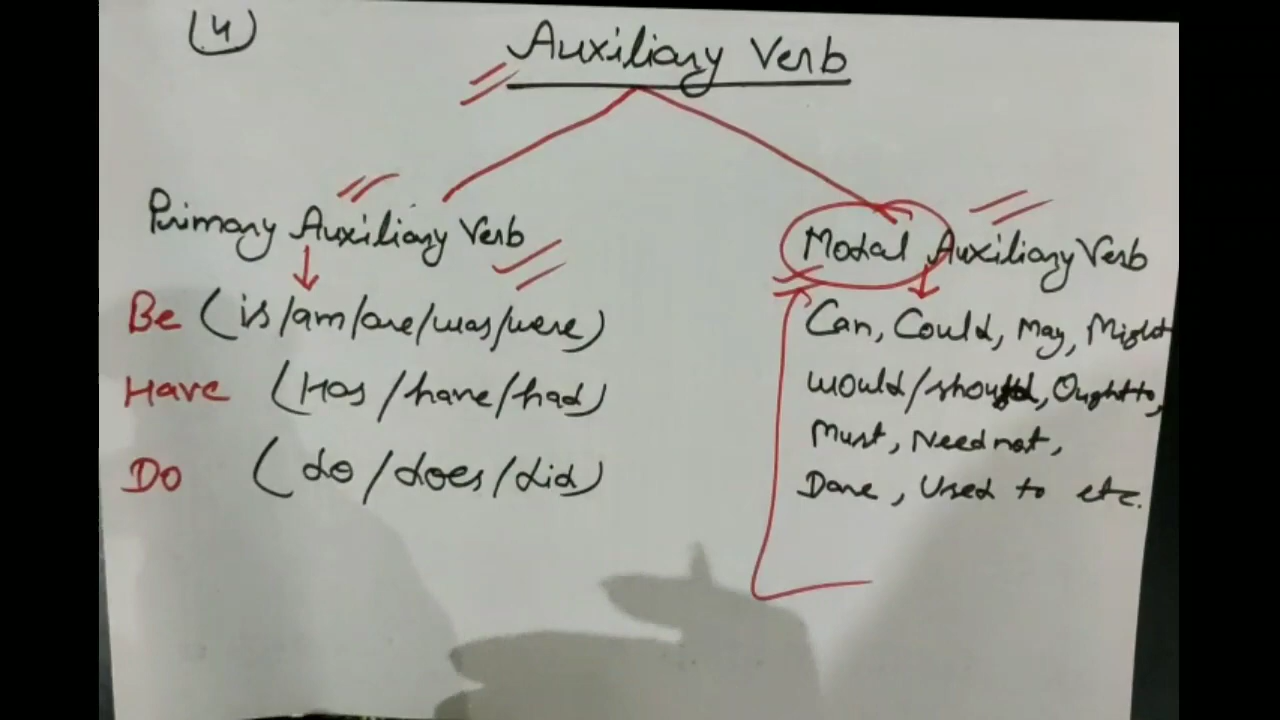 (4)
Auxiliary Verb
Primary Auxiliary Verb
Be (is/am/are/was/were)
Have (Has/have/had)
Do (do/does/did)
Modal Auxiliary Verb
Can, Could, May, Might
would/should, Ought to,
Must, Need not,
Dare, Used to etc.